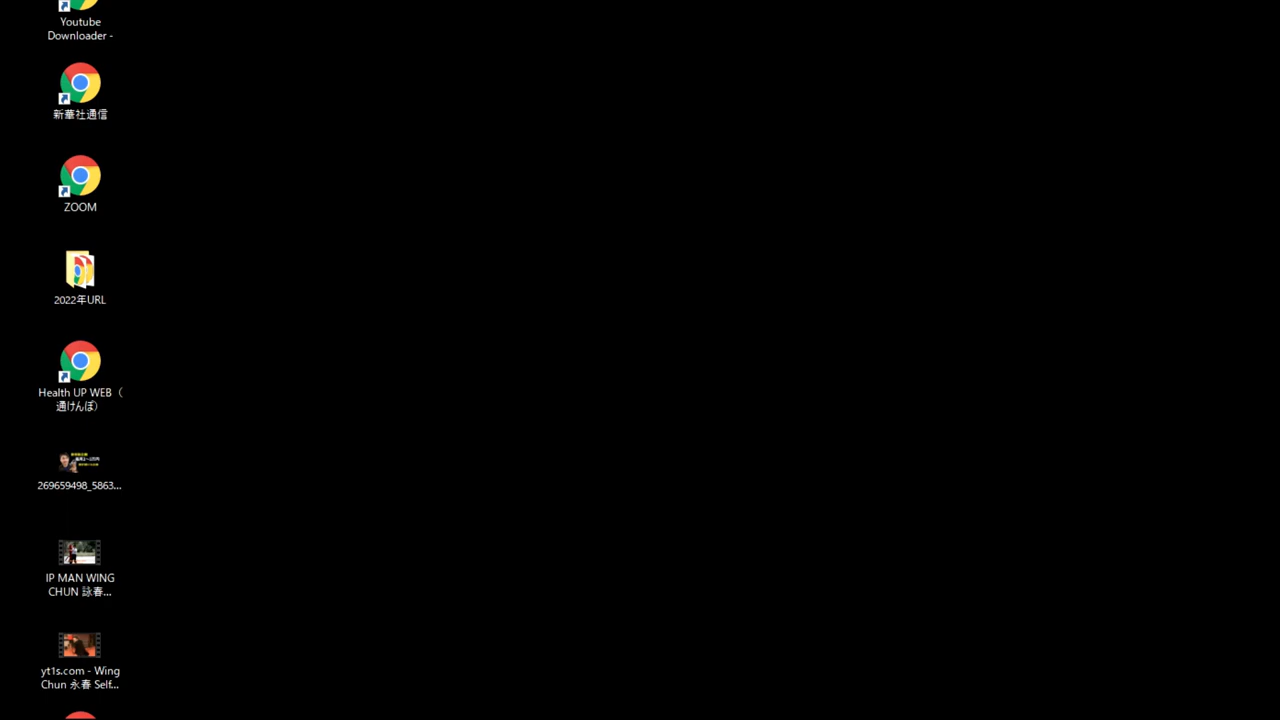 Youtube
Downloader -
新華社通信
ZOOM
2022年URL
Health UP WEB（
通けんぽ）
269659498_5863...
IP MAN WING
CHUN 詠春...
yt1s.com - Wing
Chun 永春 Self...